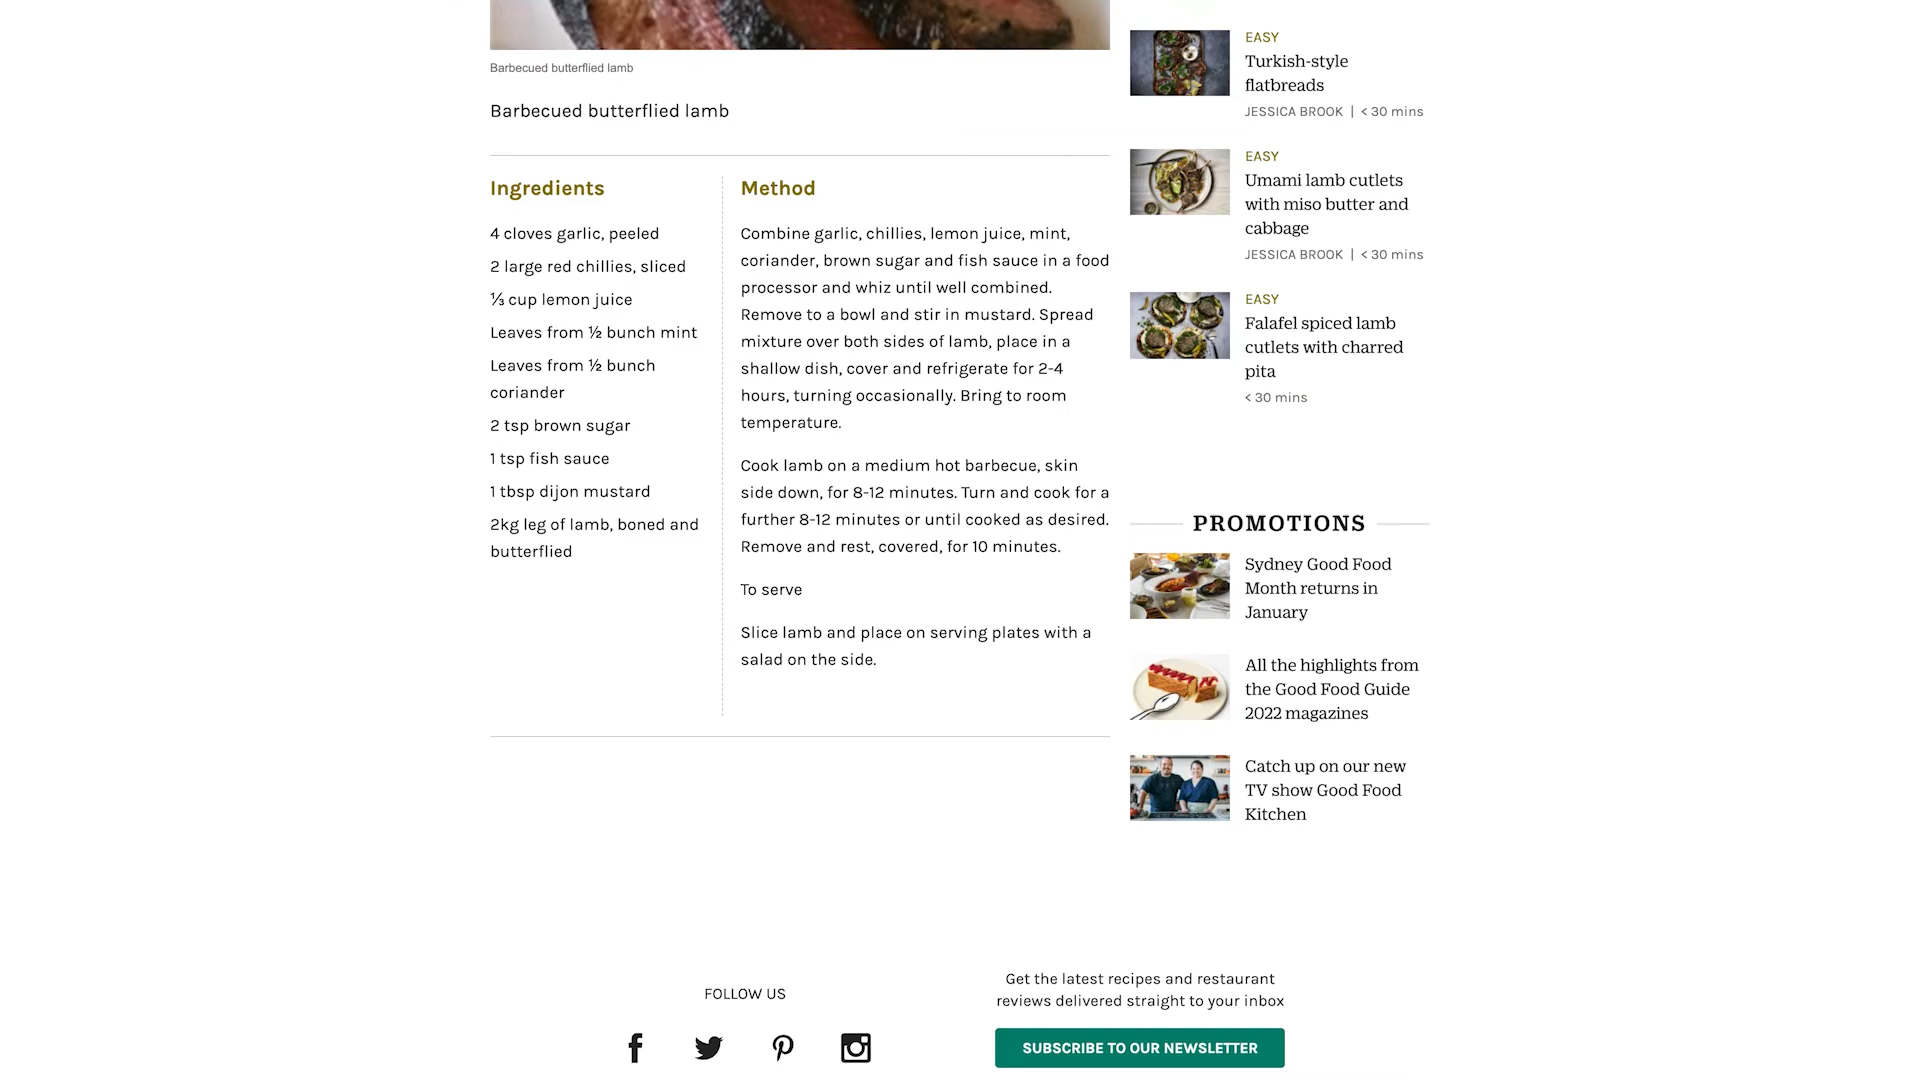 Barbecued butterflied lamb
Barbecued butterflied lamb
Ingredients
4 cloves garlic, peeled
2 large red chillies, sliced
⅓ cup lemon juice
Leaves from ½ bunch mint
Leaves from ½ bunch
coriander
2 tsp brown sugar
1 tsp fish sauce
1 tbsp dijon mustard
2kg leg of lamb, boned and
butterflied
Method
Combine garlic, chillies, lemon juice, mint,
coriander, brown sugar and fish sauce in a food
processor and whiz until well combined.
Remove to a bowl and stir in mustard. Spread
mixture over both sides of lamb, place in a
shallow dish, cover and refrigerate for 2-4
hours, turning occasionally. Bring to room
temperature.
Cook lamb on a medium hot barbecue, skin
side down, for 8-12 minutes. Turn and cook for a
further 8-12 minutes or until cooked as desired.
Remove and rest, covered, for 10 minutes.
To serve
Slice lamb and place on serving plates with a
salad on the side.
EASY
Turkish-style
flatbreads
JESSICA BROOK | < 30 mins
EASY
Umami lamb cutlets
with miso butter and
cabbage
JESSICA BROOK | < 30 mins
EASY
Falafel spiced lamb
cutlets with charred
pita
< 30 mins
PROMOTIONS
Sydney Good Food
Month returns in
January
All the highlights from
the Good Food Guide
2022 magazines
Catch up on our new
TV show Good Food
Kitchen
FOLLOW US
Get the latest recipes and restaurant
reviews delivered straight to your inbox
SUBSCRIBE TO OUR NEWSLETTER